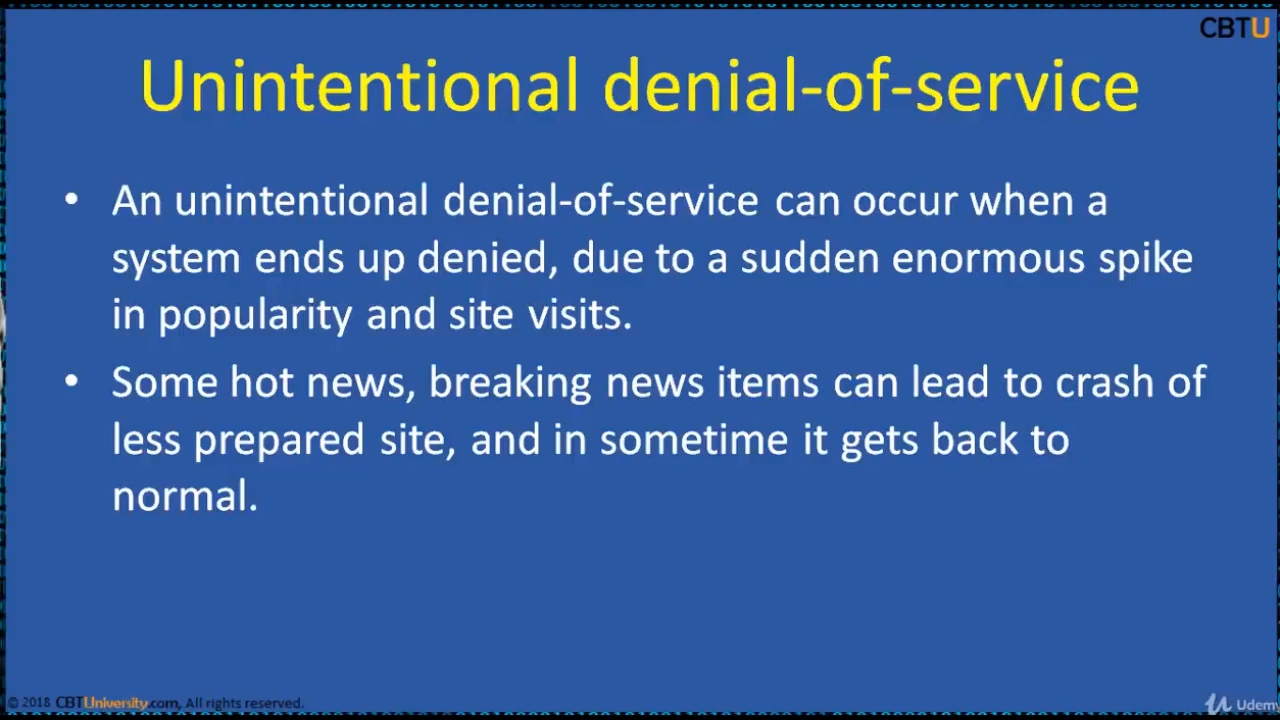 CBTU
Unintentional denial-of-service
• An unintentional denial-of-service can occur when a
system ends up denied, due to a sudden enormous spike
in popularity and site visits.
• Some hot news, breaking news items can lead to crash of
less prepared site, and in sometime it gets back to
normal.
© 2018 CBTUniversity.com, All rights reserved.
Udemy